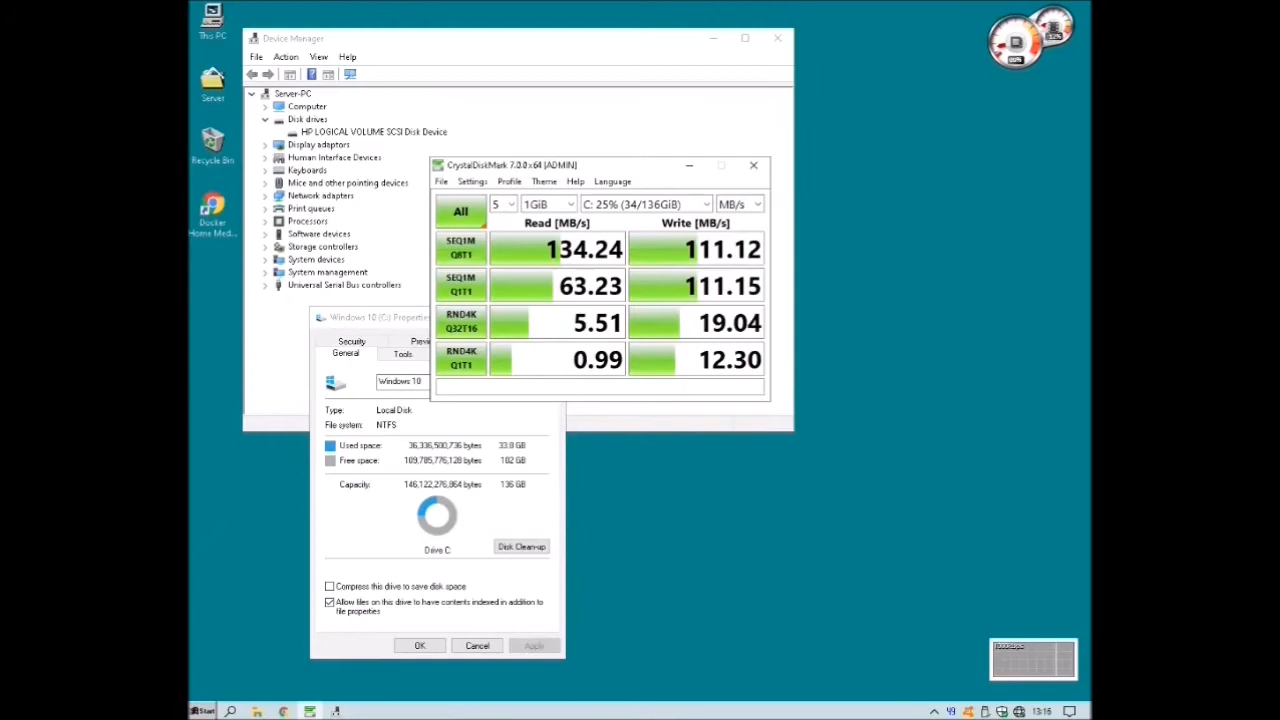 This PC
Server
Recycle Bin
Docker
Home Med...
Device Manager
File Action View Help
Server-PC
Computer
Disk drives
HP LOGICAL VOLUME SCSI Disk Device
Display adaptors
Human Interface Devices
Keyboards
Mice and other pointing devices
Network adapters
Print queues
Processors
Software devices
Storage controllers
System devices
System management
Universal Serial Bus controllers
CrystalDiskMark 7.0.0 x64 [ADMIN]
File Settings Profile Theme Help Language
All 5 1GiB C: 25% (34/136GiB) MB/s
Read [MB/s] Write [MB/s]
SEQ1M
Q8T1 134.24 111.12
SEQ1M
Q1T1 63.23 111.15
RND4K
Q32T16 5.51 19.04
RND4K
Q1T1 0.99 12.30
Windows 10 (C:) Properties
Security
General Tools
Windows 10
Type: Local Disk
File system: NTFS
Used space: 36,336,500,736 bytes 33.8 GB
Free space: 109,785,776,128 bytes 102 GB
Capacity: 146,122,276,864 bytes 136 GB
Drive C:
Disk Clean-up
Compress this drive to save disk space
Allow files on this drive to have contents indexed in addition to
file properties
OK Cancel Apply
Start
13:16